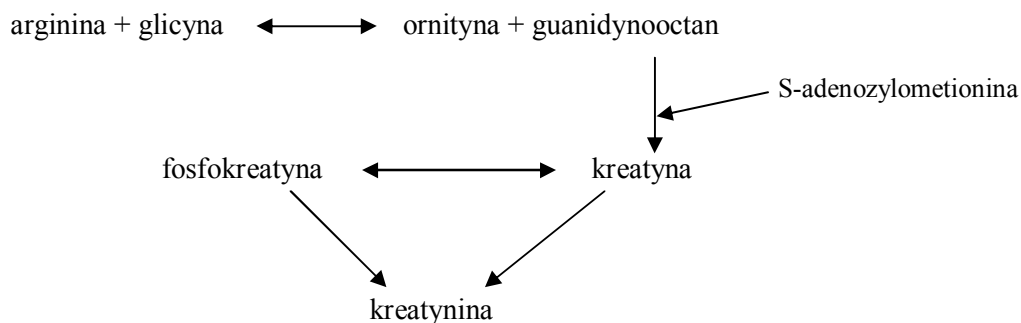 arginina + glicyna ornityna + guanidynooctan
S-adenozylometionina
fosfokreatyna kreatyna
kreatynina